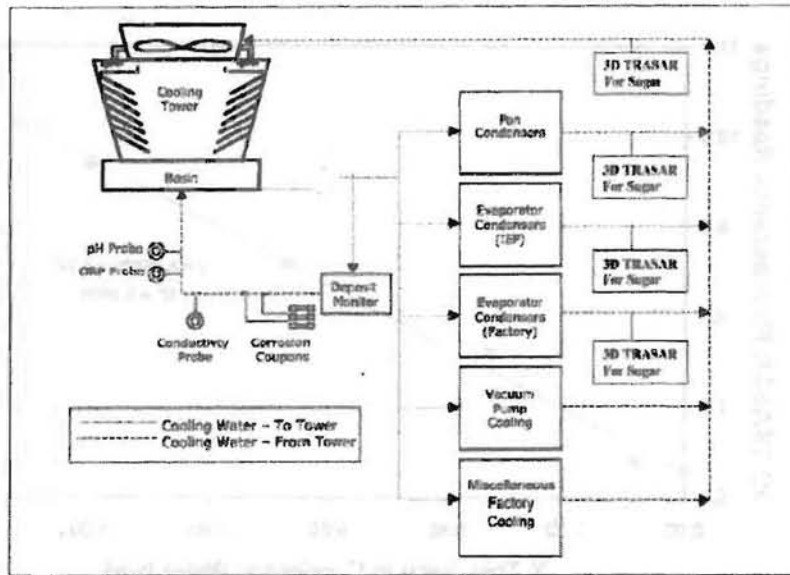 3D TRASAR
For Sugar
Cooling
Tower
Pan
Condensers
Basin
3D TRASAR
For Sugar
Evaporator
Condensers
pH Probe
ORP Probe
3D TRASAR
For Sugar
Deposit
Monitor
Evaporator
Condensers
(Factory)
Conductivity
Probe
Corrosion
Coupons
3D TRASAR
For Sugar
Vacuum
Pump
Cooling
Cooling Water – To Tower
Cooling Water – From Tower
Miscellaneous
Factory
Cooling